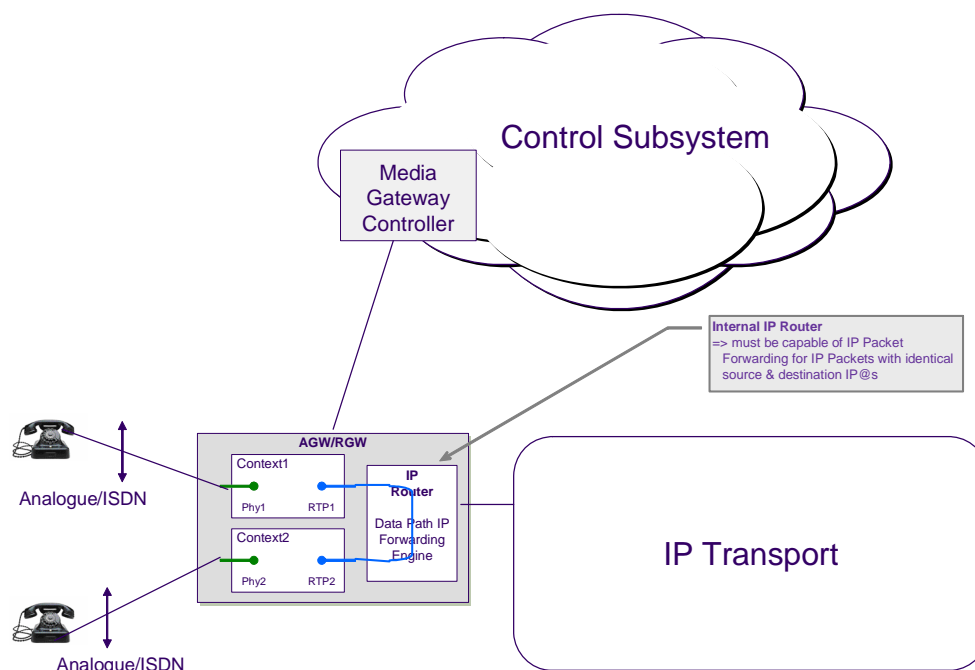 Control Subsystem
Media
Gateway
Controller
Internal IP Router
=> must be capable of IP Packet
Forwarding for IP Packets with identical
source & destination IP@s
AGW/RGW
Context1
Phy1
RTP1
IP
Router
Data Path IP
Forwarding
Engine
Context2
Phy2
RTP2
Analogue/ISDN
IP Transport
Analogue/ISDN